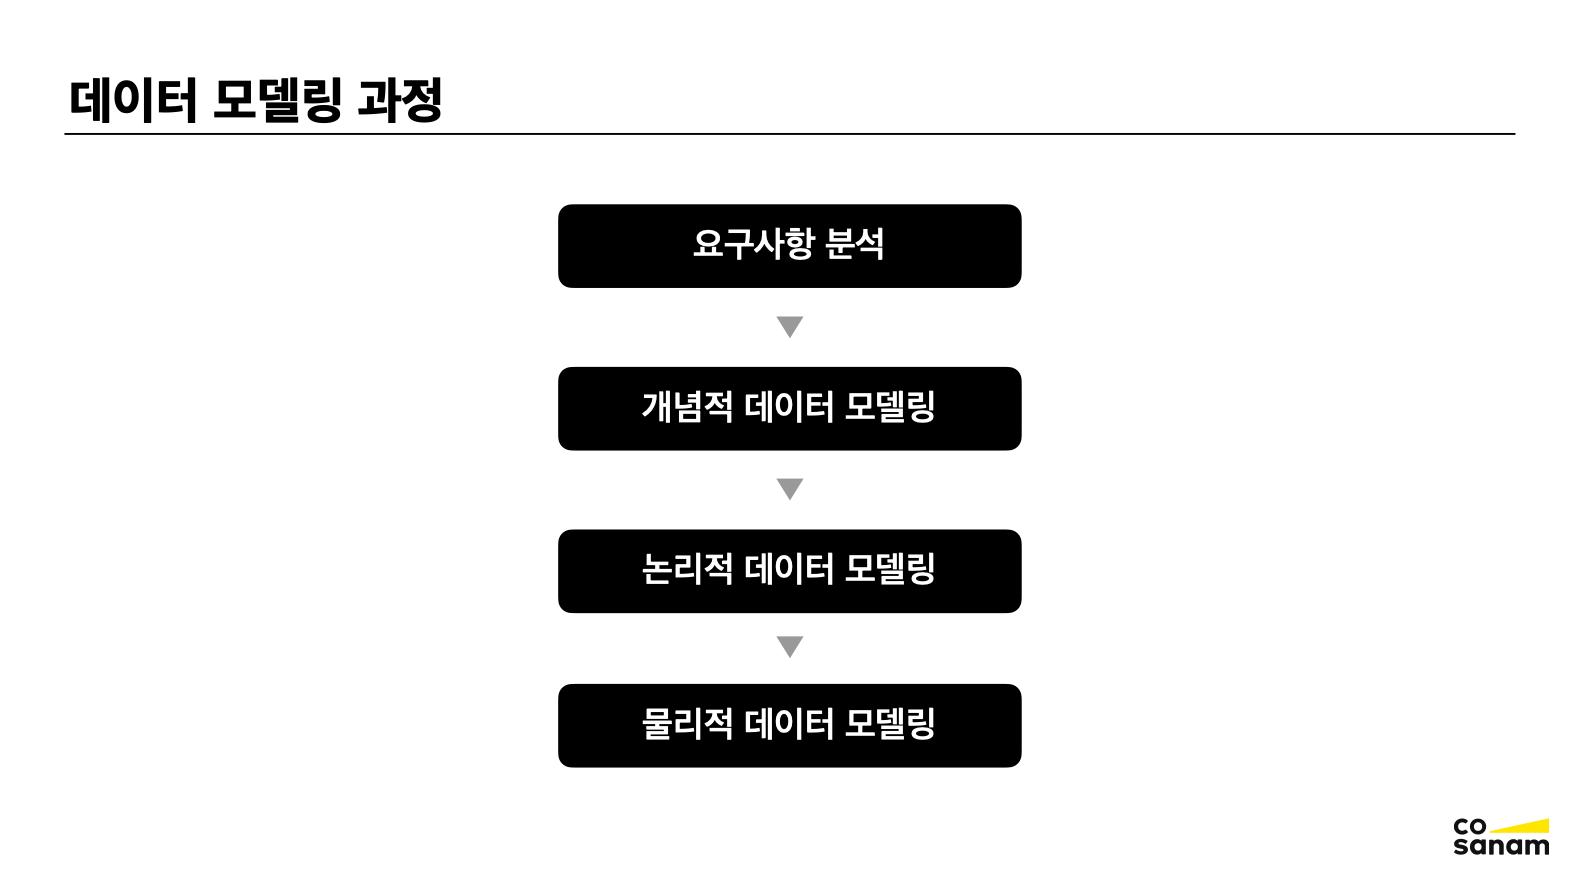 데이터 모델링 과정
요구사항 분석
개념적 데이터 모델링
논리적 데이터 모델링
물리적 데이터 모델링
co
sanam